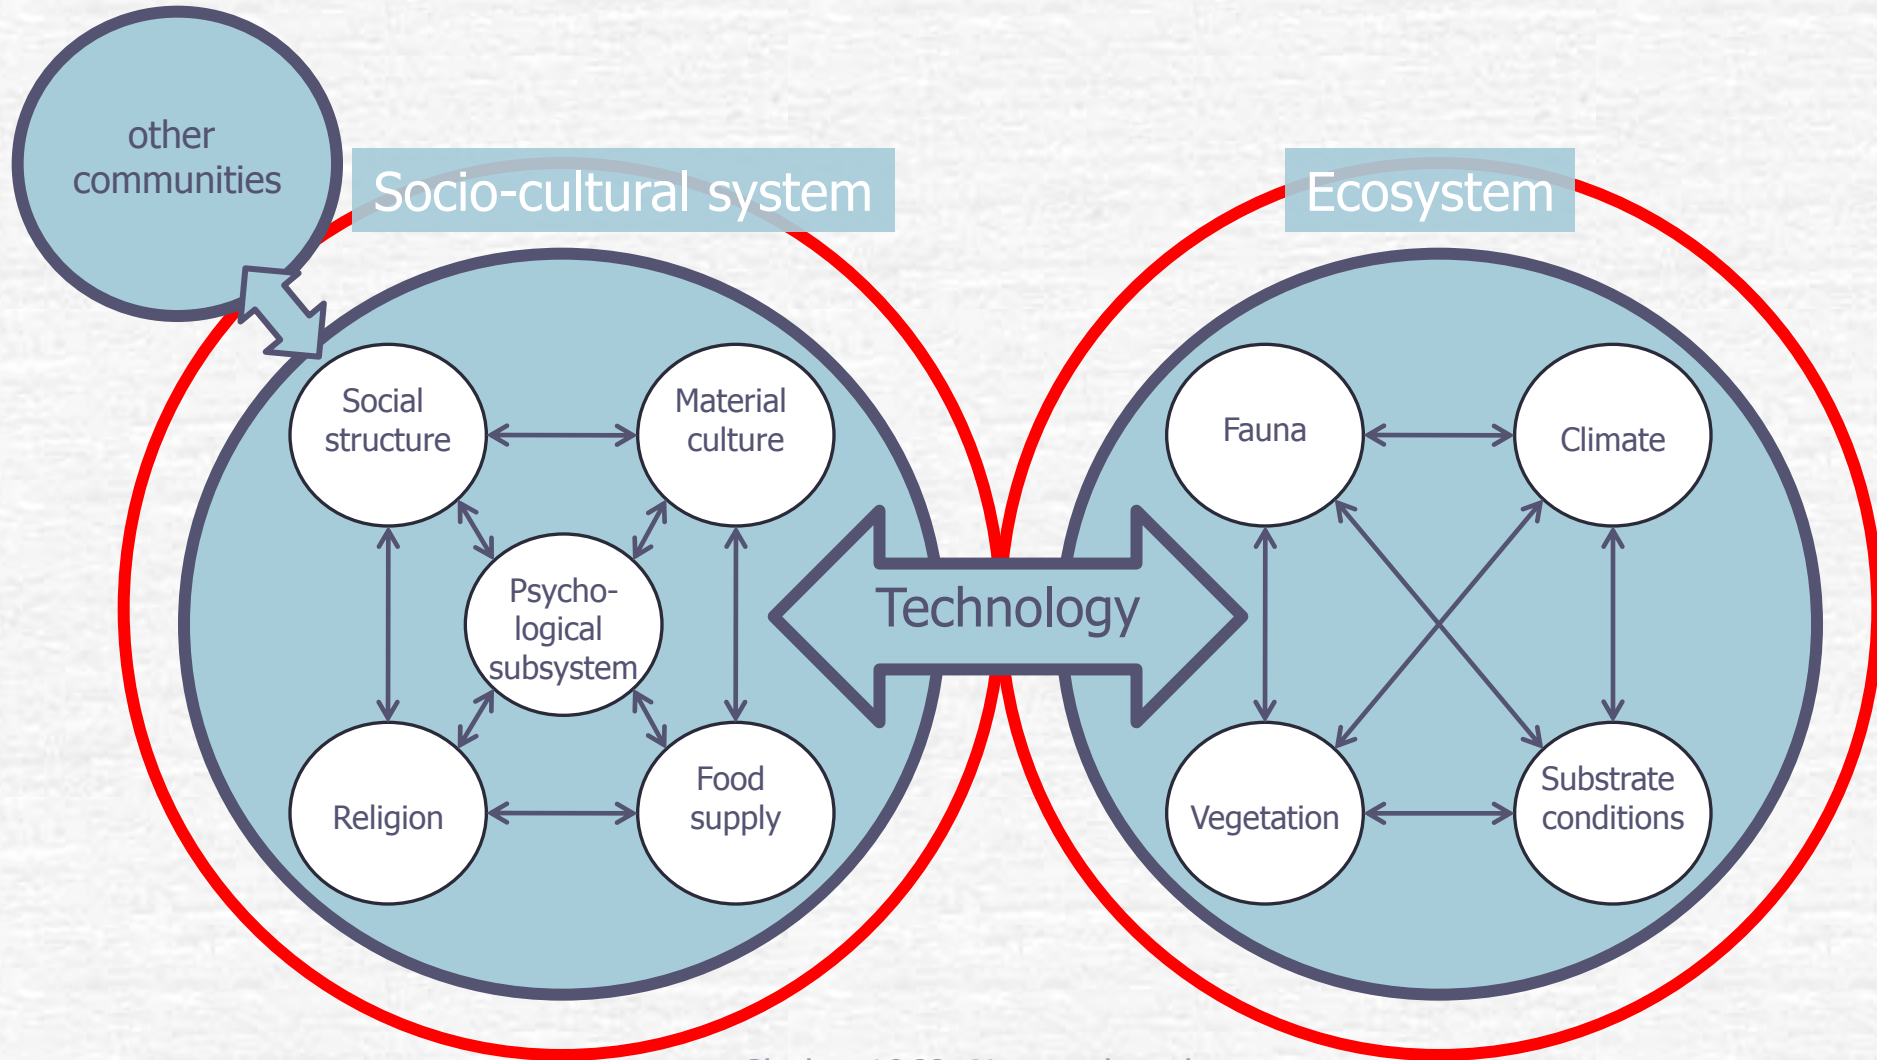 other
communities
Socio-cultural system
Ecosystem
Social
structure
Material
culture
Fauna
Climate
Psycho-
logical
subsystem
Technology
Religion
Food
supply
Vegetation
Substrate
conditions